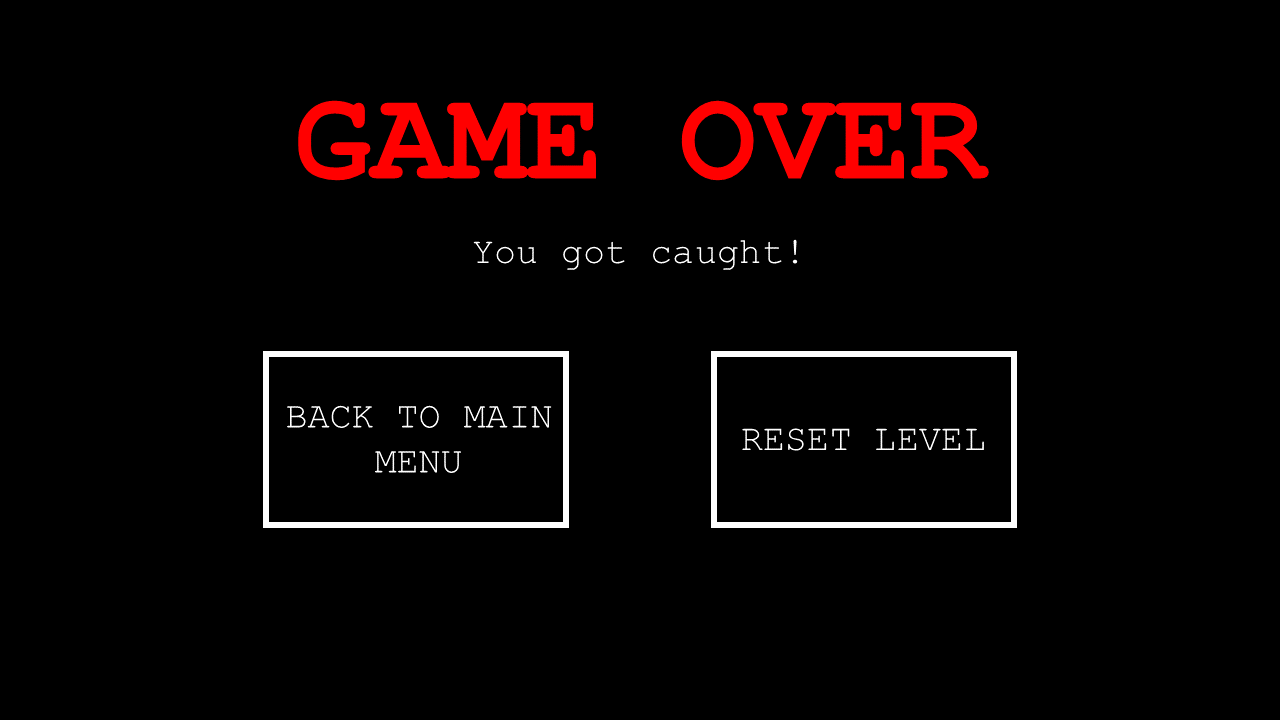 GAME OVER
You got caught!
BACK TO MAIN
MENU
RESET LEVEL